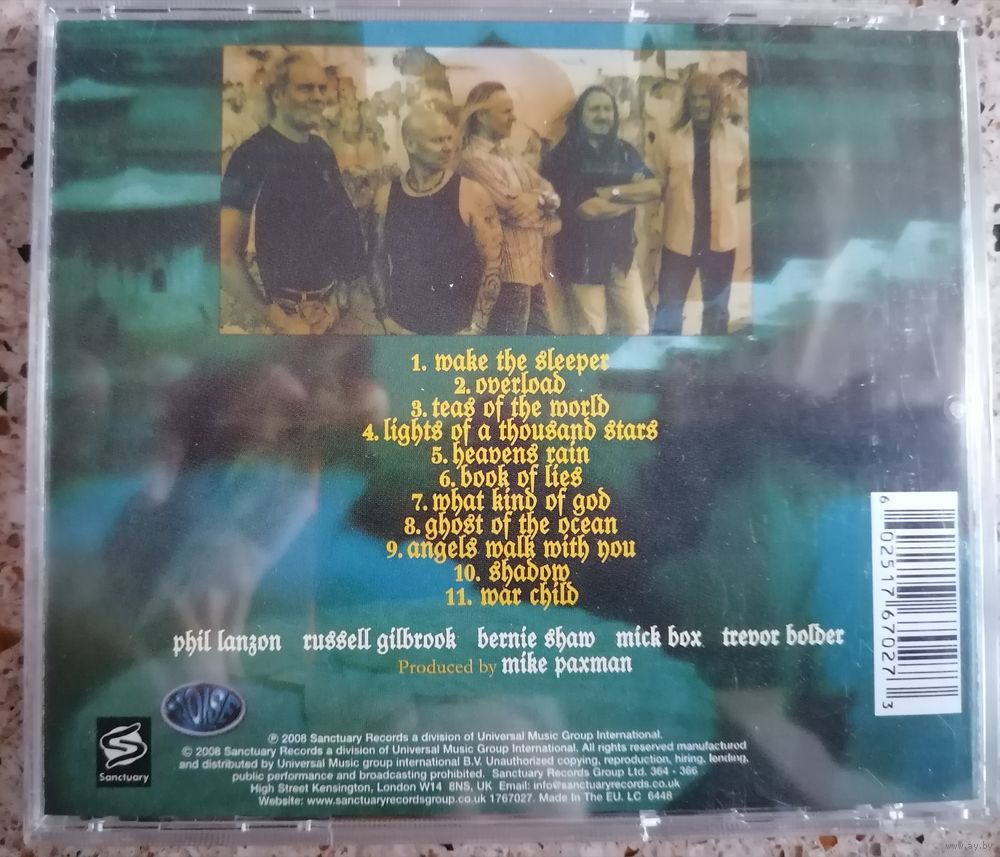 1. wake the sleeper
2. overload
3. teas of the world
4. lights of a thousand stars
5. heavens rain
6. book of lies
7. what kind of god
8. ghost of the ocean
9. angels walk with you
10. shadow
11. war child
phil lanzon russell gilbrook bernie shaw mick box trevor bolder
Produced by mike paxman
NOISE
Sanctuary
℗ 2008 Sanctuary Records a division of Universal Music Group International.
© 2008 Sanctuary Records a division of Universal Music Group International. All rights reserved manufactured
and distributed by Universal Music group international B.V. Unauthorized copying, reproduction, hiring, lending,
public performance and broadcasting prohibited. Sanctuary Records Group Ltd. 364 - 366
High Street Kensington, London W14 8NS, UK Email: info@sanctuaryrecords.co.uk
Website: www.sanctuaryrecordsgroup.co.uk 1767027. Made In The EU. LC 6448
6 02517 67027 3
www.ay.by